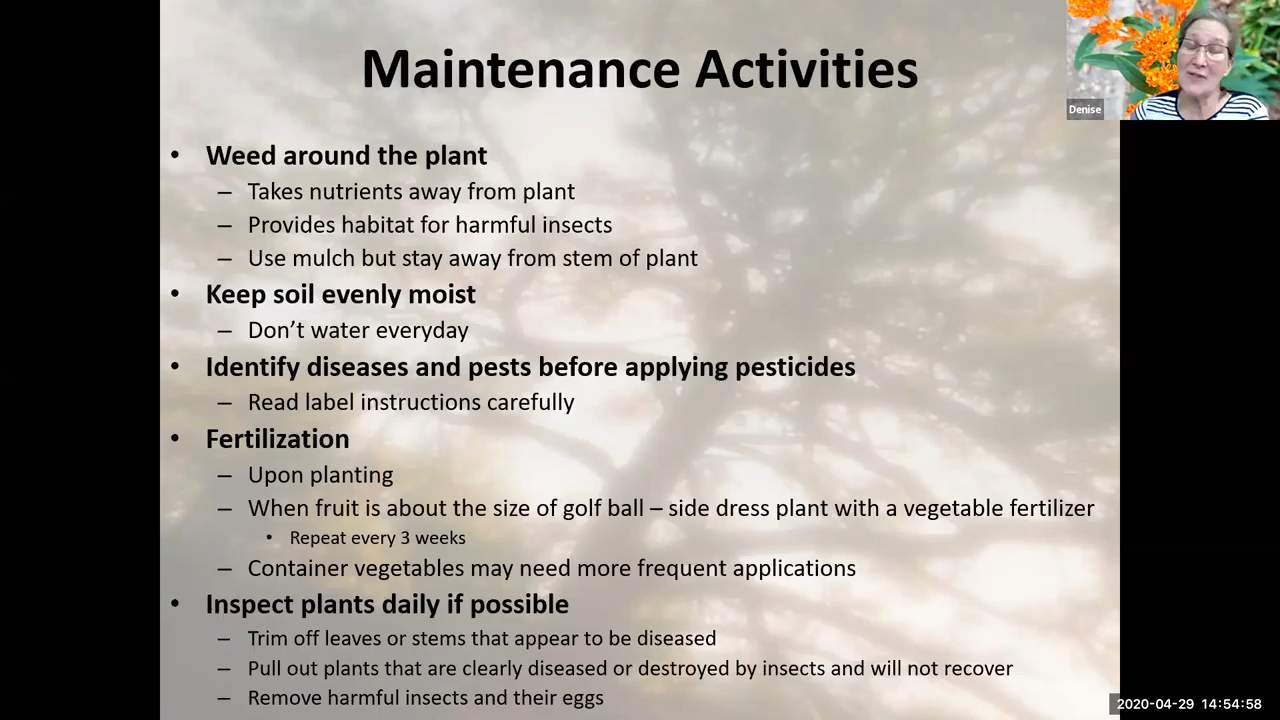 Maintenance Activities
Denise
• Weed around the plant
– Takes nutrients away from plant
– Provides habitat for harmful insects
– Use mulch but stay away from stem of plant
• Keep soil evenly moist
– Don’t water everyday
• Identify diseases and pests before applying pesticides
– Read label instructions carefully
• Fertilization
– Upon planting
– When fruit is about the size of golf ball – side dress plant with a vegetable fertilizer
• Repeat every 3 weeks
– Container vegetables may need more frequent applications
• Inspect plants daily if possible
– Trim off leaves or stems that appear to be diseased
– Pull out plants that are clearly diseased or destroyed by insects and will not recover
– Remove harmful insects and their eggs
2020-04-29 14:54:58